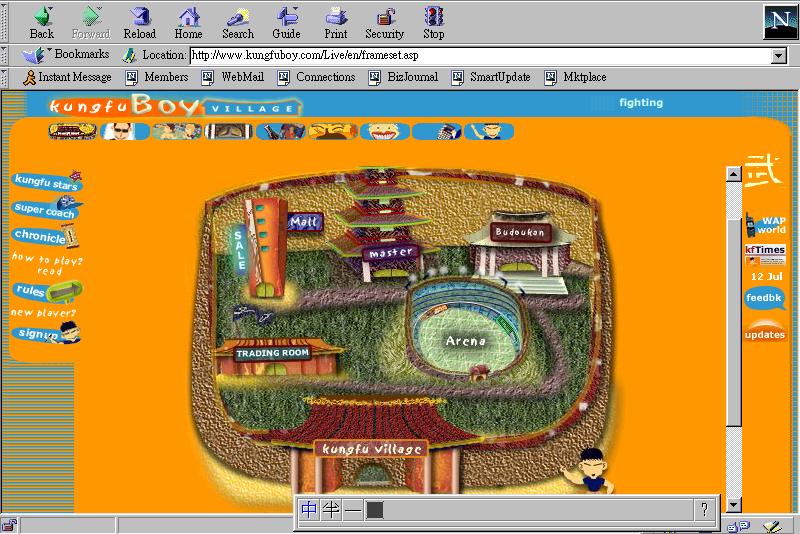 Back Forward Reload Home Search Guide Print Security Stop
N
Bookmarks Location: http://www.kungfuboy.com/Live/en/frameset.asp
Instant Message Members WebMail Connections BizJournal SmartUpdate Mktplace
kungfu BOY VILLAGE
fighting
武
kungfu stars
super coach
chronicle
how to play?
read
rules
new player?
signup
WAP
world
kfTimes
12 Jul
feedbk
updates
SALE
Mall
master
Budoukan
Arena
TRADING ROOM
kungfu village
中 半 — ?